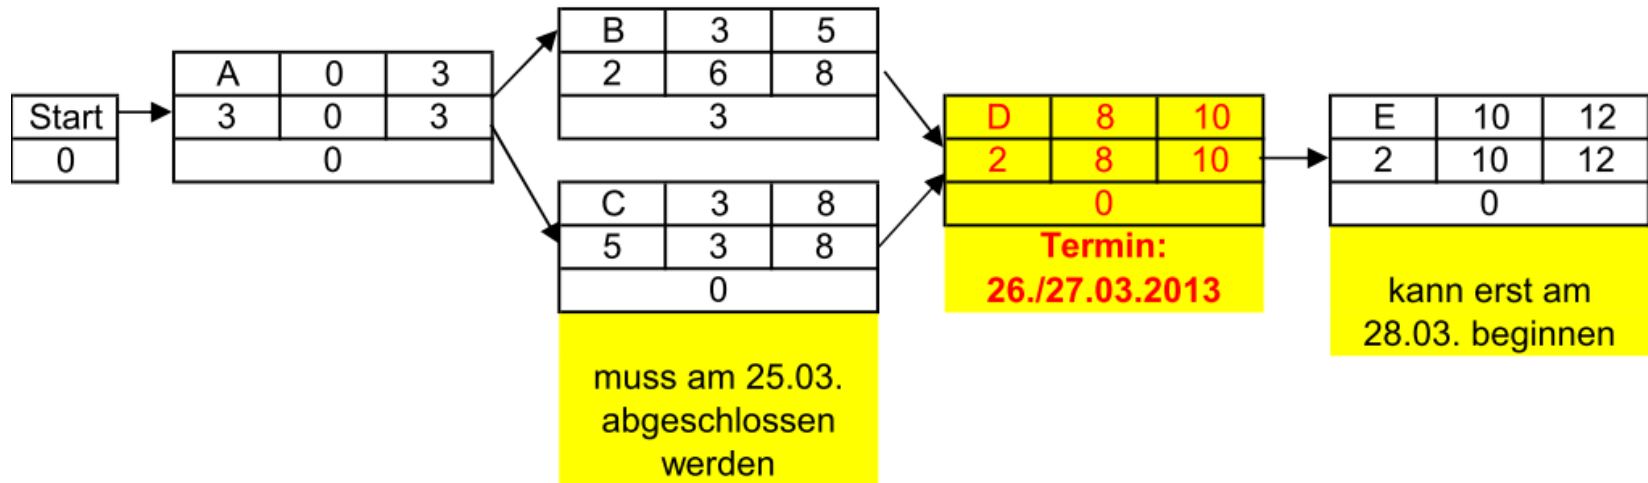 Start
0
A 0 3
3 0 3
0
B 3 5
2 6 8
3
C 3 8
5 3 8
0
muss am 25.03.
abgeschlossen
werden
D 8 10
2 8 10
0
Termin:
26./27.03.2013
E 10 12
2 10 12
0
kann erst am
28.03. beginnen